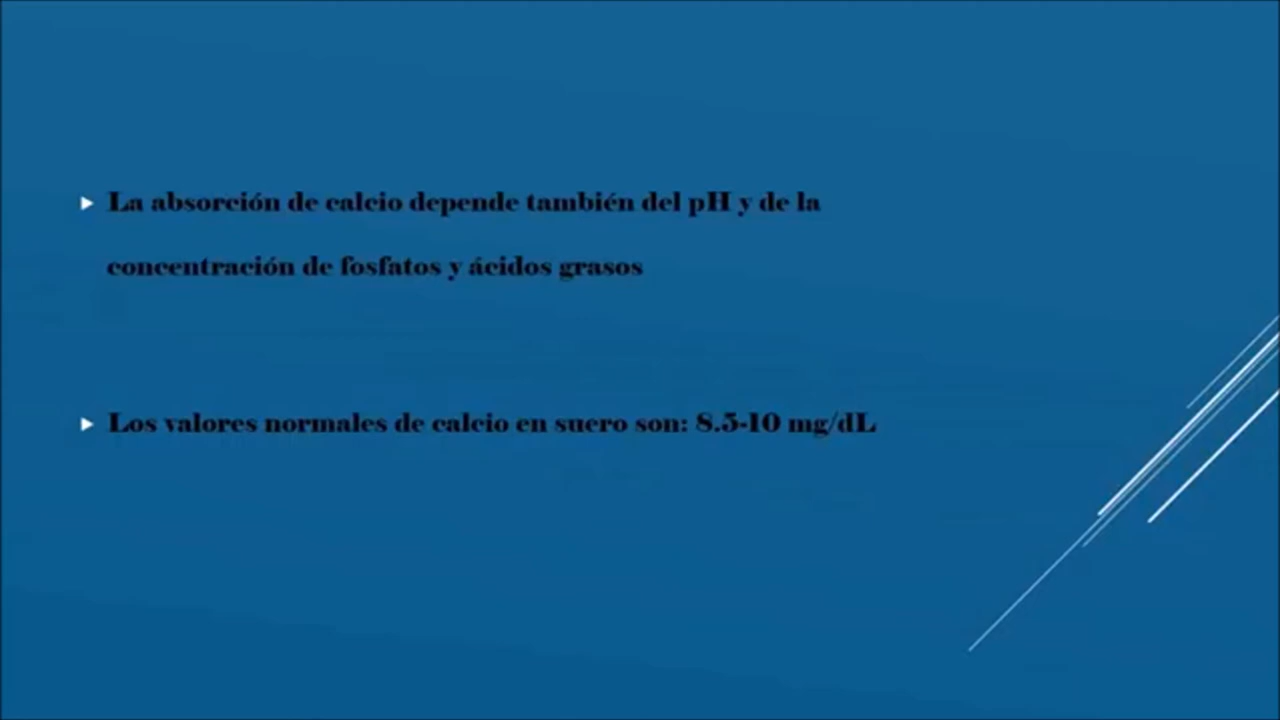 La absorción de calcio depende también del pH y de la
concentración de fosfatos y ácidos grasos
Los valores normales de calcio en suero son: 8.5-10 mg/dL